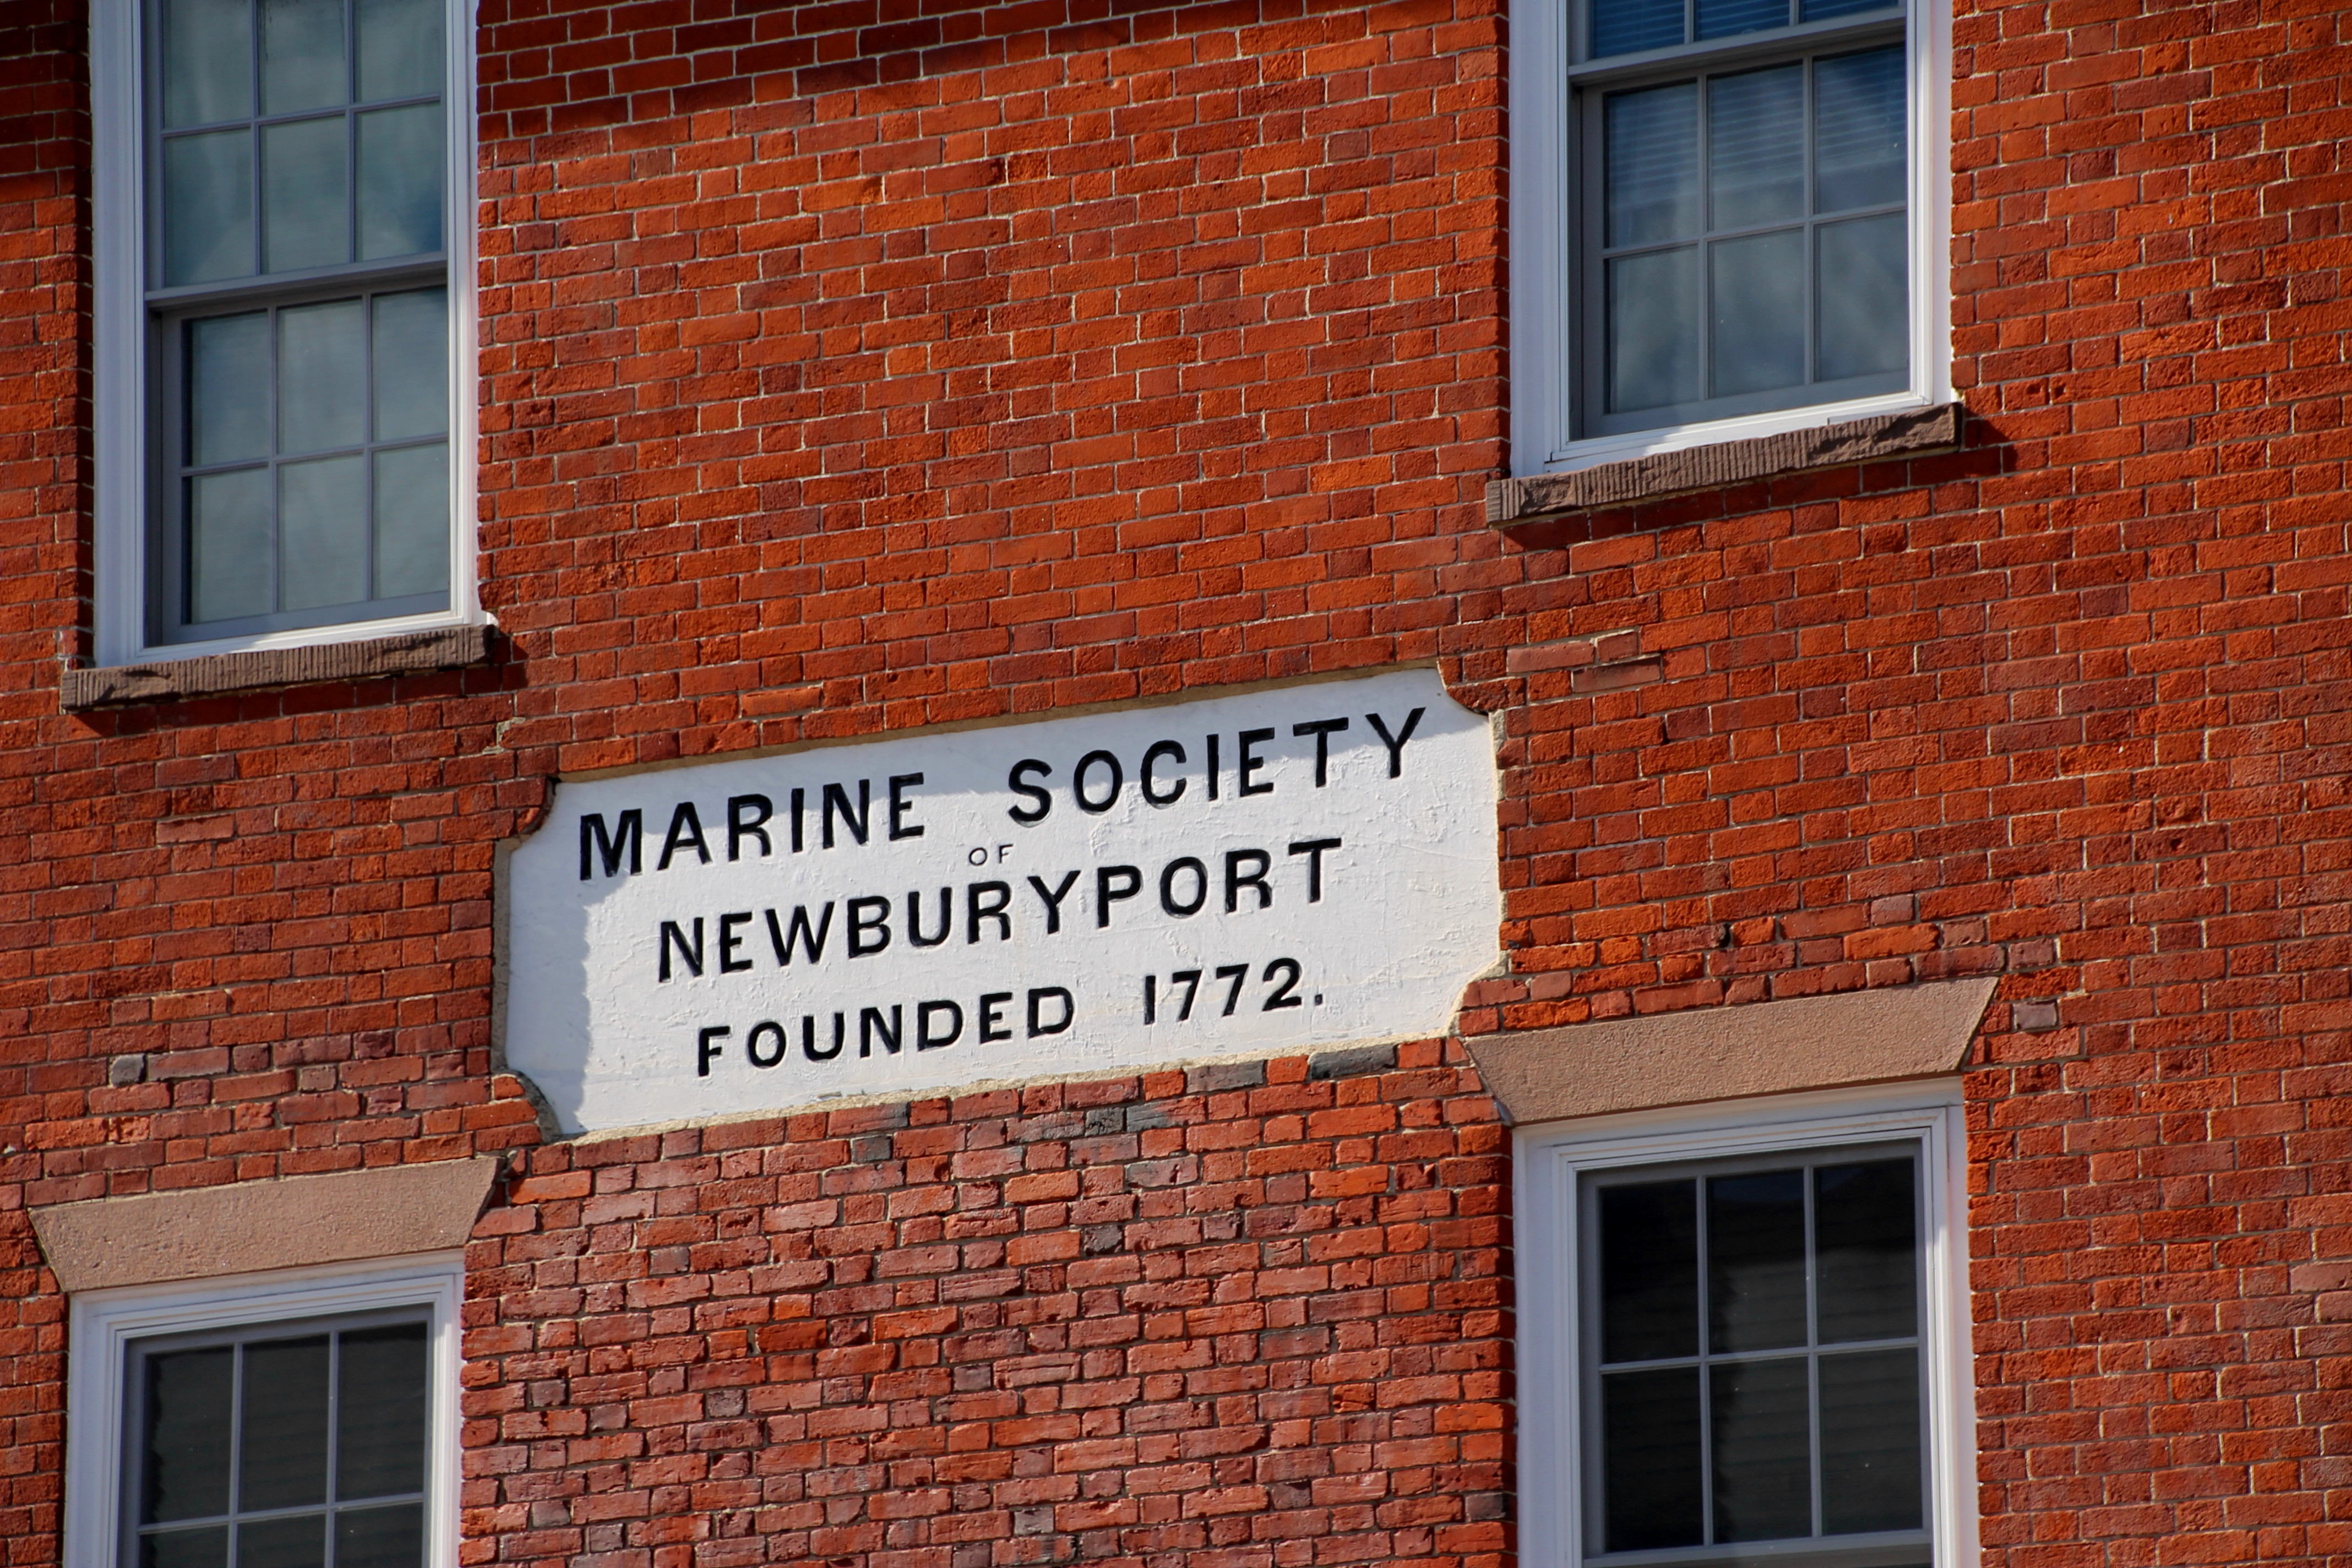 MARINE SOCIETY
OF
NEWBURYPORT
FOUNDED 1772.